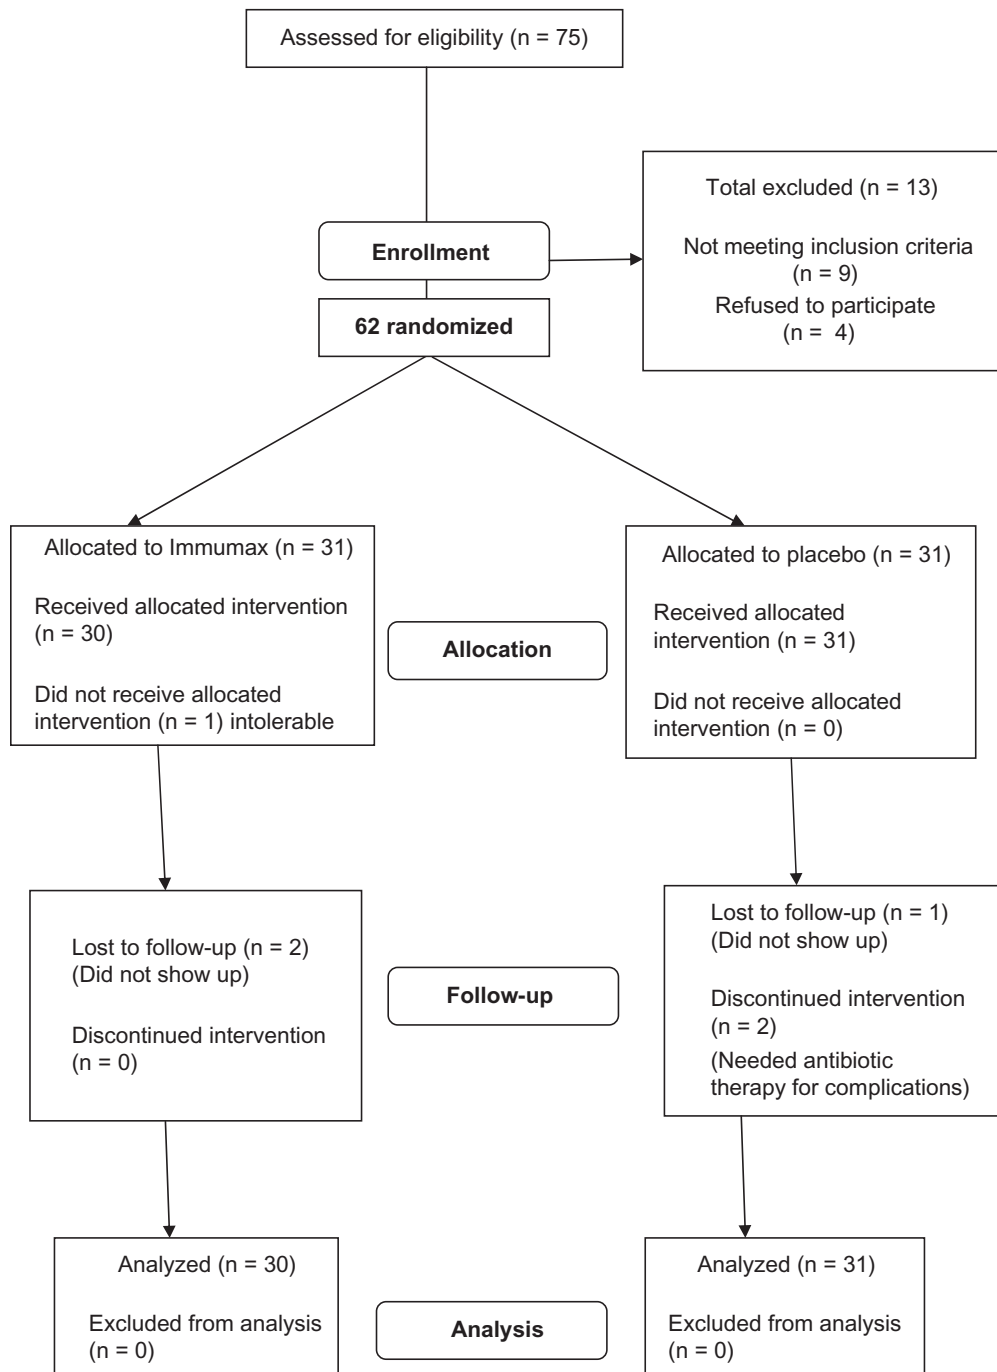 Assessed for eligibility (n = 75)
Total excluded (n = 13)
Not meeting inclusion criteria
(n = 9)
Refused to participate
(n =  4)
Enrollment
62 randomized
Allocated to Immumax (n = 31)
Received allocated intervention
(n = 30)
Did not receive allocated
intervention (n = 1) intolerable
Allocation
Allocated to placebo (n = 31)
Received allocated
intervention (n = 31)
Did not receive allocated
intervention (n = 0)
Lost to follow-up (n = 2)
(Did not show up)
Discontinued intervention
(n = 0)
Follow-up
Lost to follow-up (n = 1)
(Did not show up)
Discontinued intervention
(n = 2)
(Needed antibiotic
therapy for complications)
Analyzed (n = 30)
Excluded from analysis
(n = 0)
Analysis
Analyzed (n = 31)
Excluded from analysis
(n = 0)